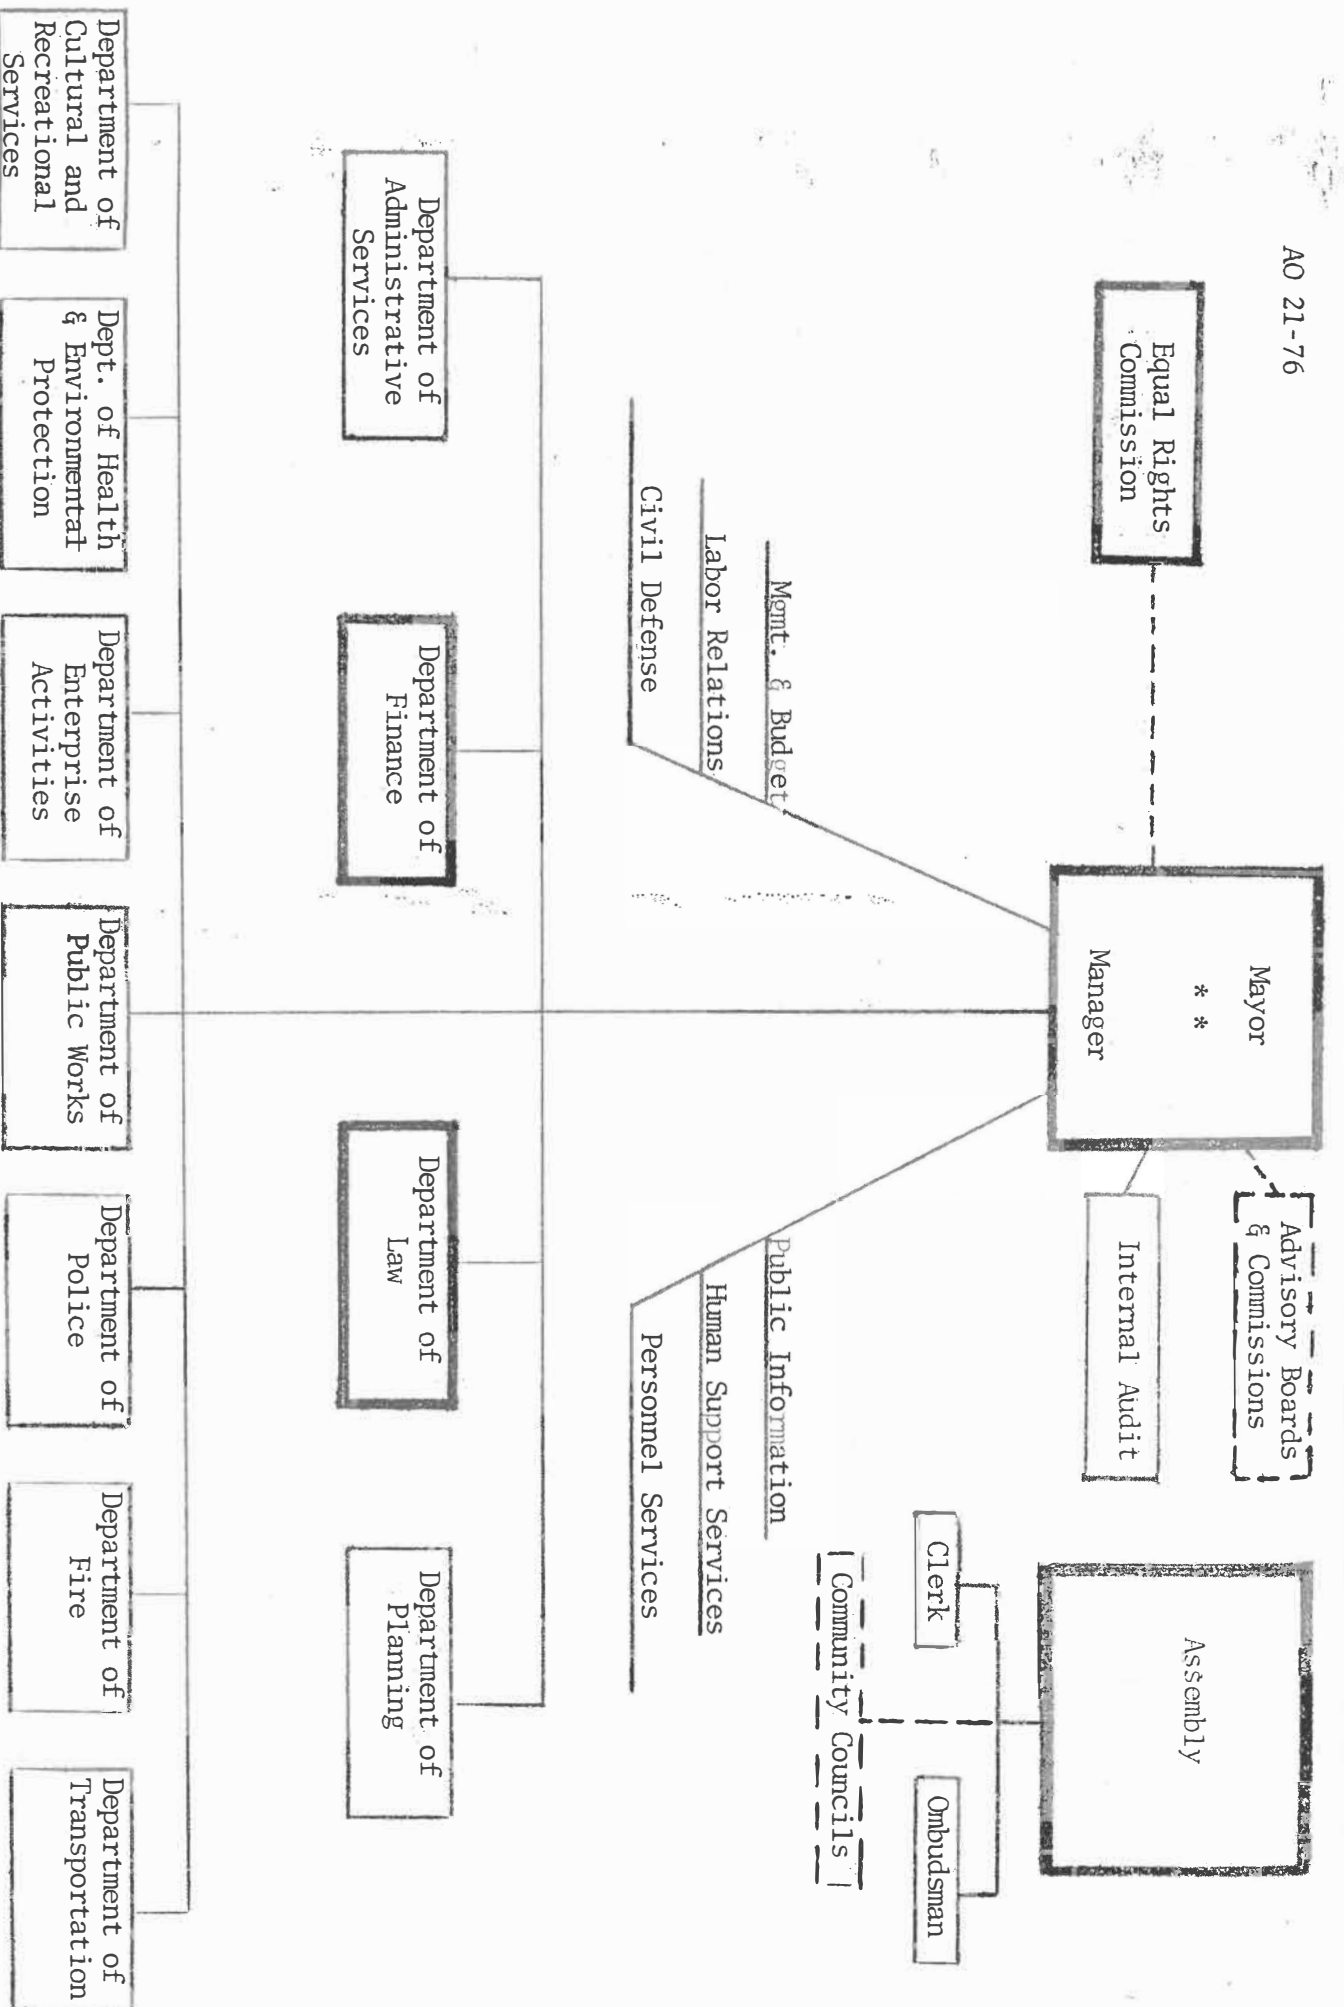 AO 21-76
Equal Rights
Commission
Mayor
* *
Manager
Advisory Boards
& Commissions
Internal Audit
Assembly
Clerk
Ombudsman
Community Councils
Mgmt. & Budget
Labor Relations
Civil Defense
Public Information
Human Support Services
Personnel Services
Department of
Administrative
Services
Department of
Finance
Department of
Law
Department of
Planning
Department of
Cultural and
Recreational
Services
Dept. of Health
& Environmental
Protection
Department of
Enterprise
Activities
Department of
Public Works
Department of
Police
Department of
Fire
Department of
Transportation